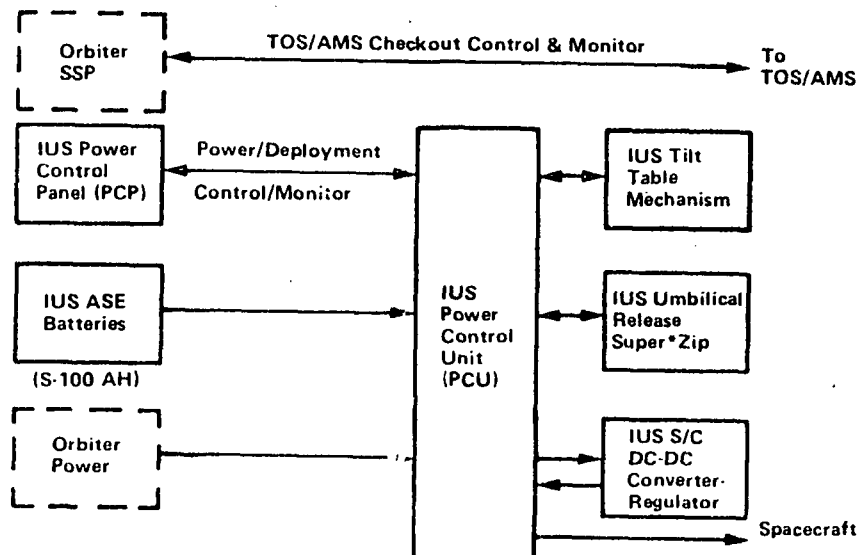 Orbiter
SSP
TOS/AMS Checkout Control & Monitor
To
TOS/AMS
IUS Power
Control
Panel (PCP)
Power/Deployment
Control/Monitor
IUS Tilt
Table
Mechanism
IUS ASE
Batteries
(S-100 AH)
IUS
Power
Control
Unit
(PCU)
IUS Umbilical
Release
Super*Zip
Orbiter
Power
IUS S/C
DC-DC
Converter-
Regulator
Spacecraft